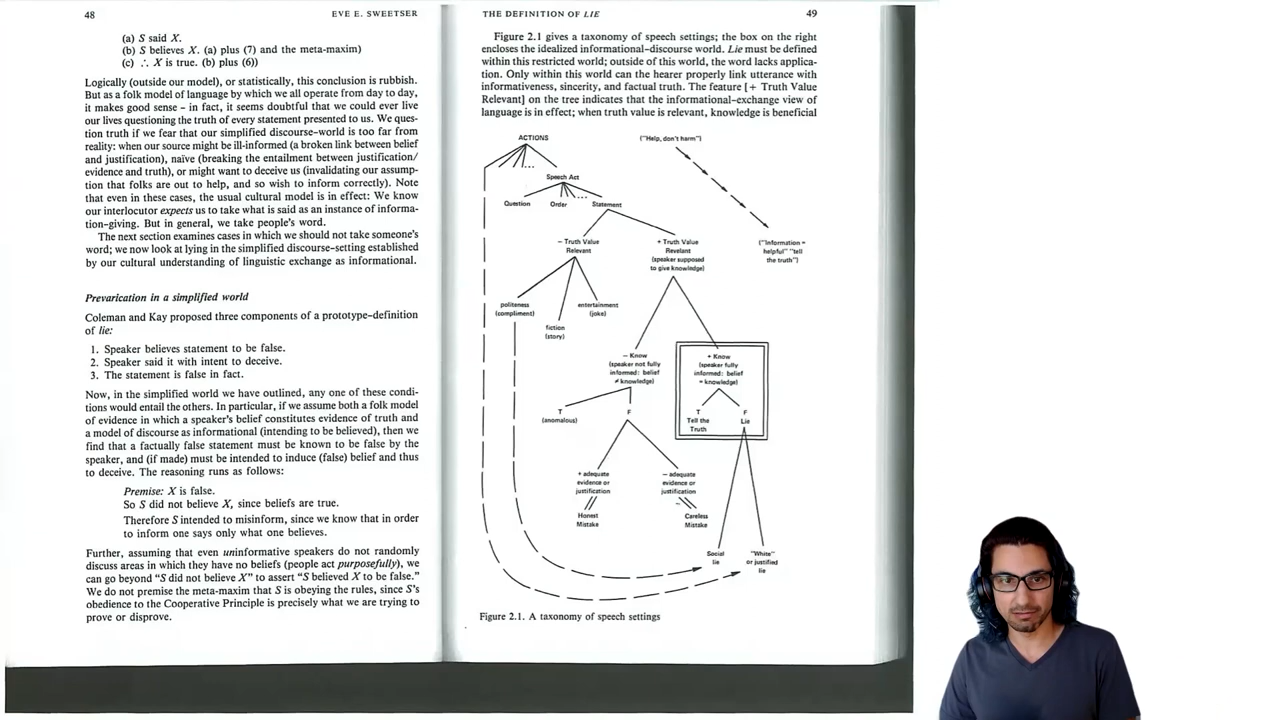 48 EVE E. SWEETSER
(a) S said X.
(b) S believes X. (a) plus (7) and the meta-maxim)
(c) ∴ X is true. (b) plus (6))
Logically (outside our model), or statistically, this conclusion is rubbish.
But as a folk model of language by which we all operate from day to day,
it makes good sense – in fact, it seems doubtful that we could ever live
our lives questioning the truth of every statement presented to us. We ques-
tion truth if we fear that our simplified discourse-world is too far from
reality: when our source might be ill-informed (a broken link between belief
and justification), naïve (breaking the entailment between justification/
evidence and truth), or might want to deceive us (invalidating our assump-
tion that folks are out to help, and so wish to inform correctly). Note
that even in these cases, the usual cultural model is in effect: We know
our interlocutor expects us to take what is said as an instance of informa-
tion-giving. But in general, we take people's word.
The next section examines cases in which we should not take someone's
word; we now look at lying in the simplified discourse-setting established
by our cultural understanding of linguistic exchange as informational.
Prevarication in a simplified world
Coleman and Kay proposed three components of a prototype-definition
of lie:
1. Speaker believes statement to be false.
2. Speaker said it with intent to deceive.
3. The statement is false in fact.
Now, in the simplified world we have outlined, any one of these condi-
tions would entail the others. In particular, if we assume both a folk model
of evidence in which a speaker's belief constitutes evidence of truth and
a model of discourse as informational (intending to be believed), then we
find that a factually false statement must be known to be false by the
speaker, and (if made) must be intended to induce (false) belief and thus
to deceive. The reasoning runs as follows:
Premise: X is false.
So S did not believe X, since beliefs are true.
Therefore S intended to misinform, since we know that in order
to inform one says only what one believes.
Further, assuming that even uninformative speakers do not randomly
discuss areas in which they have no beliefs (people act purposefully), we
can go beyond "S did not believe X" to assert "S believed X to be false."
We do not premise the meta-maxim that S is obeying the rules, since S's
obedience to the Cooperative Principle is precisely what we are trying to
prove or disprove.
THE DEFINITION OF LIE 49
Figure 2.1 gives a taxonomy of speech settings; the box on the right
encloses the idealized informational-discourse world. Lie must be defined
within this restricted world; outside of this world, the word lacks applica-
tion. Only within this world can the hearer properly link utterance with
informativeness, sincerity, and factual truth. The feature [+ Truth Value
Relevant] on the tree indicates that the informational-exchange view of
language is in effect; when truth value is relevant, knowledge is beneficial
ACTIONS ("Help, don't harm")
Speech Act
Question Order Statement
– Truth Value
Relevant
+ Truth Value
Revelant
(speaker supposed
to give knowledge)
("Information =
helpful" "tell
the truth")
politeness
(compliment)
fiction
(story)
entertainment
(joke)
– Know
(speaker not fully
informed: belief
≠ knowledge)
+ Know
(speaker fully
informed: belief
= knowledge)
T
(anomalous)
F
T
Tell the
Truth
F
Lie
+ adequate
evidence or
justification
– adequate
evidence or
justification
Honest
Mistake
Careless
Mistake
Social
lie
"White"
or justified
lie
Figure 2.1. A taxonomy of speech settings